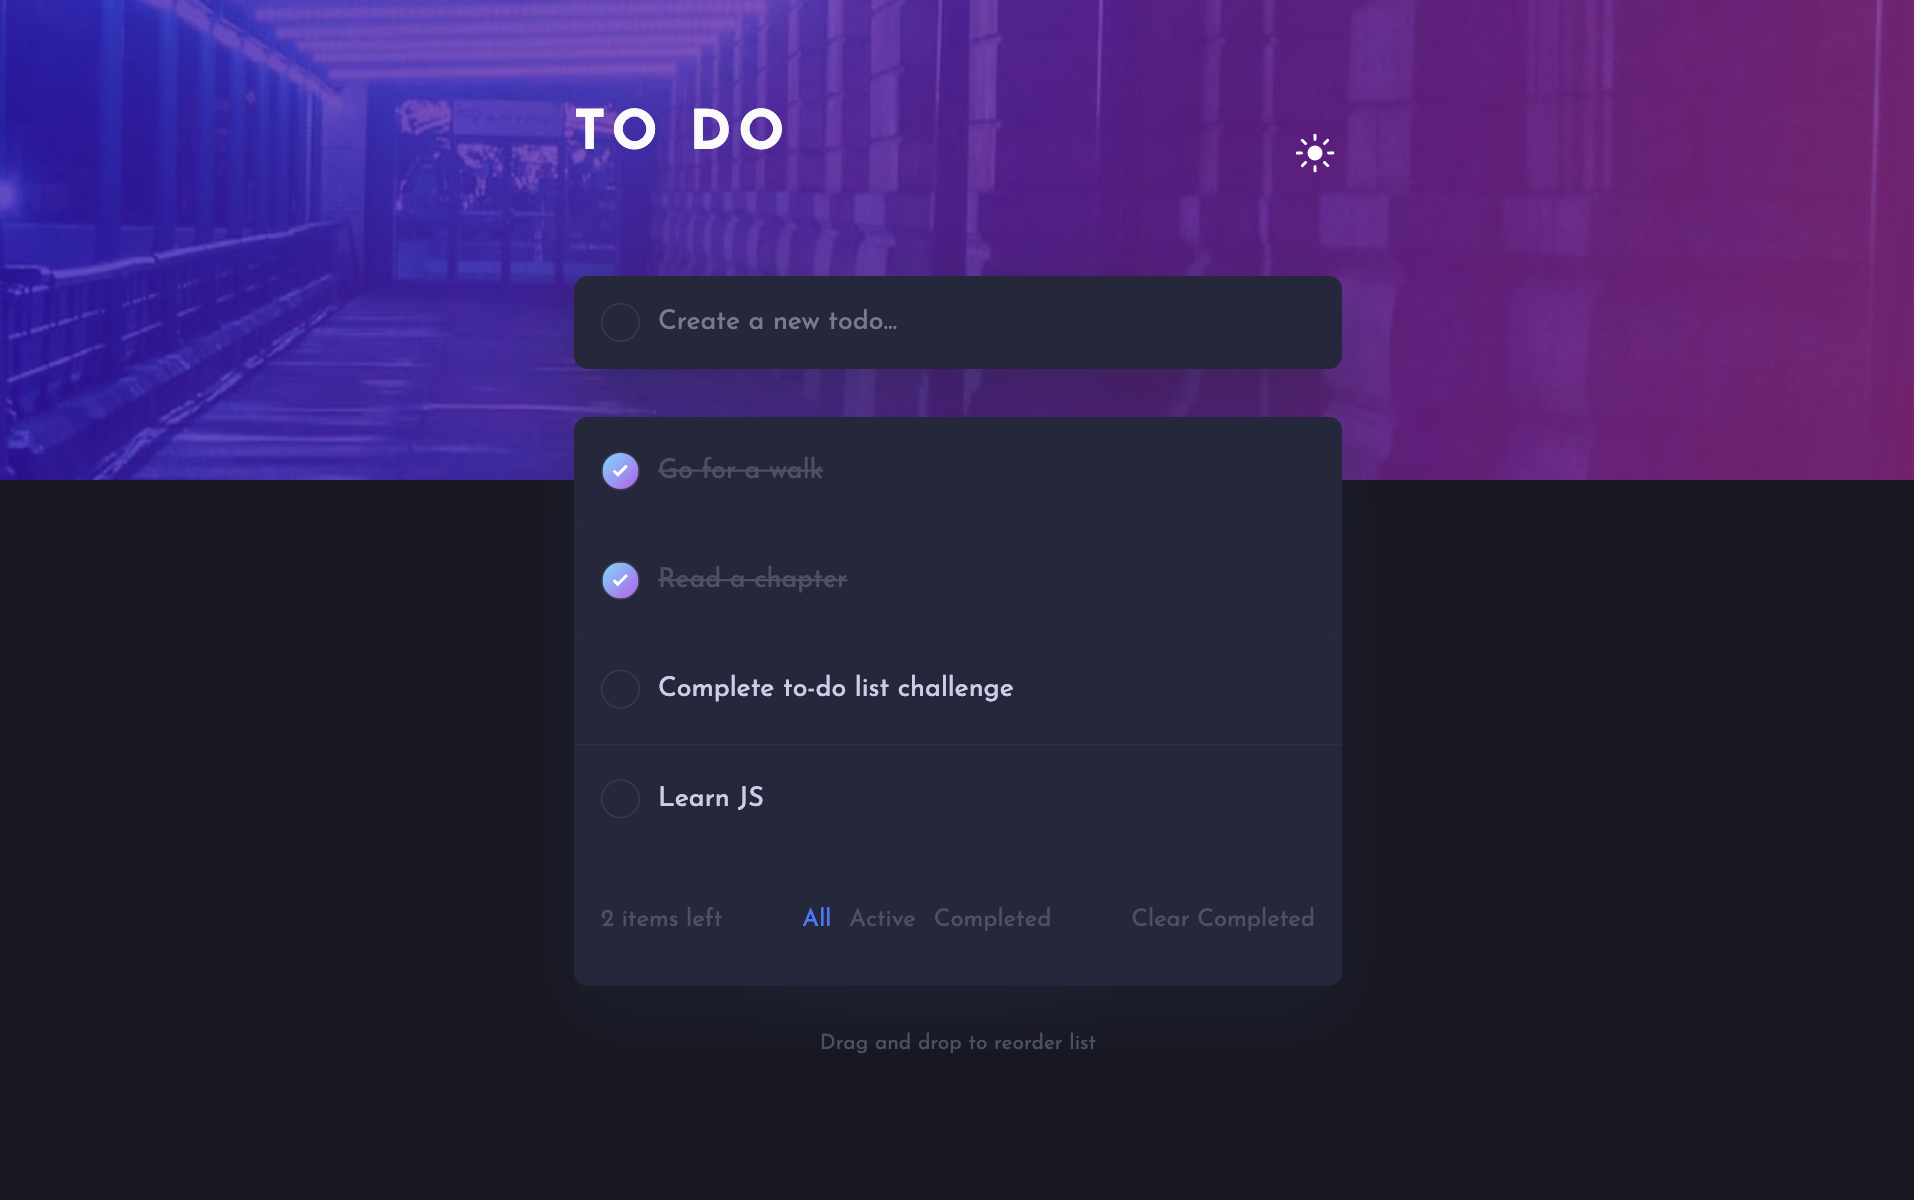 TO DO
Create a new todo...
Go for a walk
Read a chapter
Complete to-do list challenge
Learn JS
2 items left All Active Completed Clear Completed
Drag and drop to reorder list